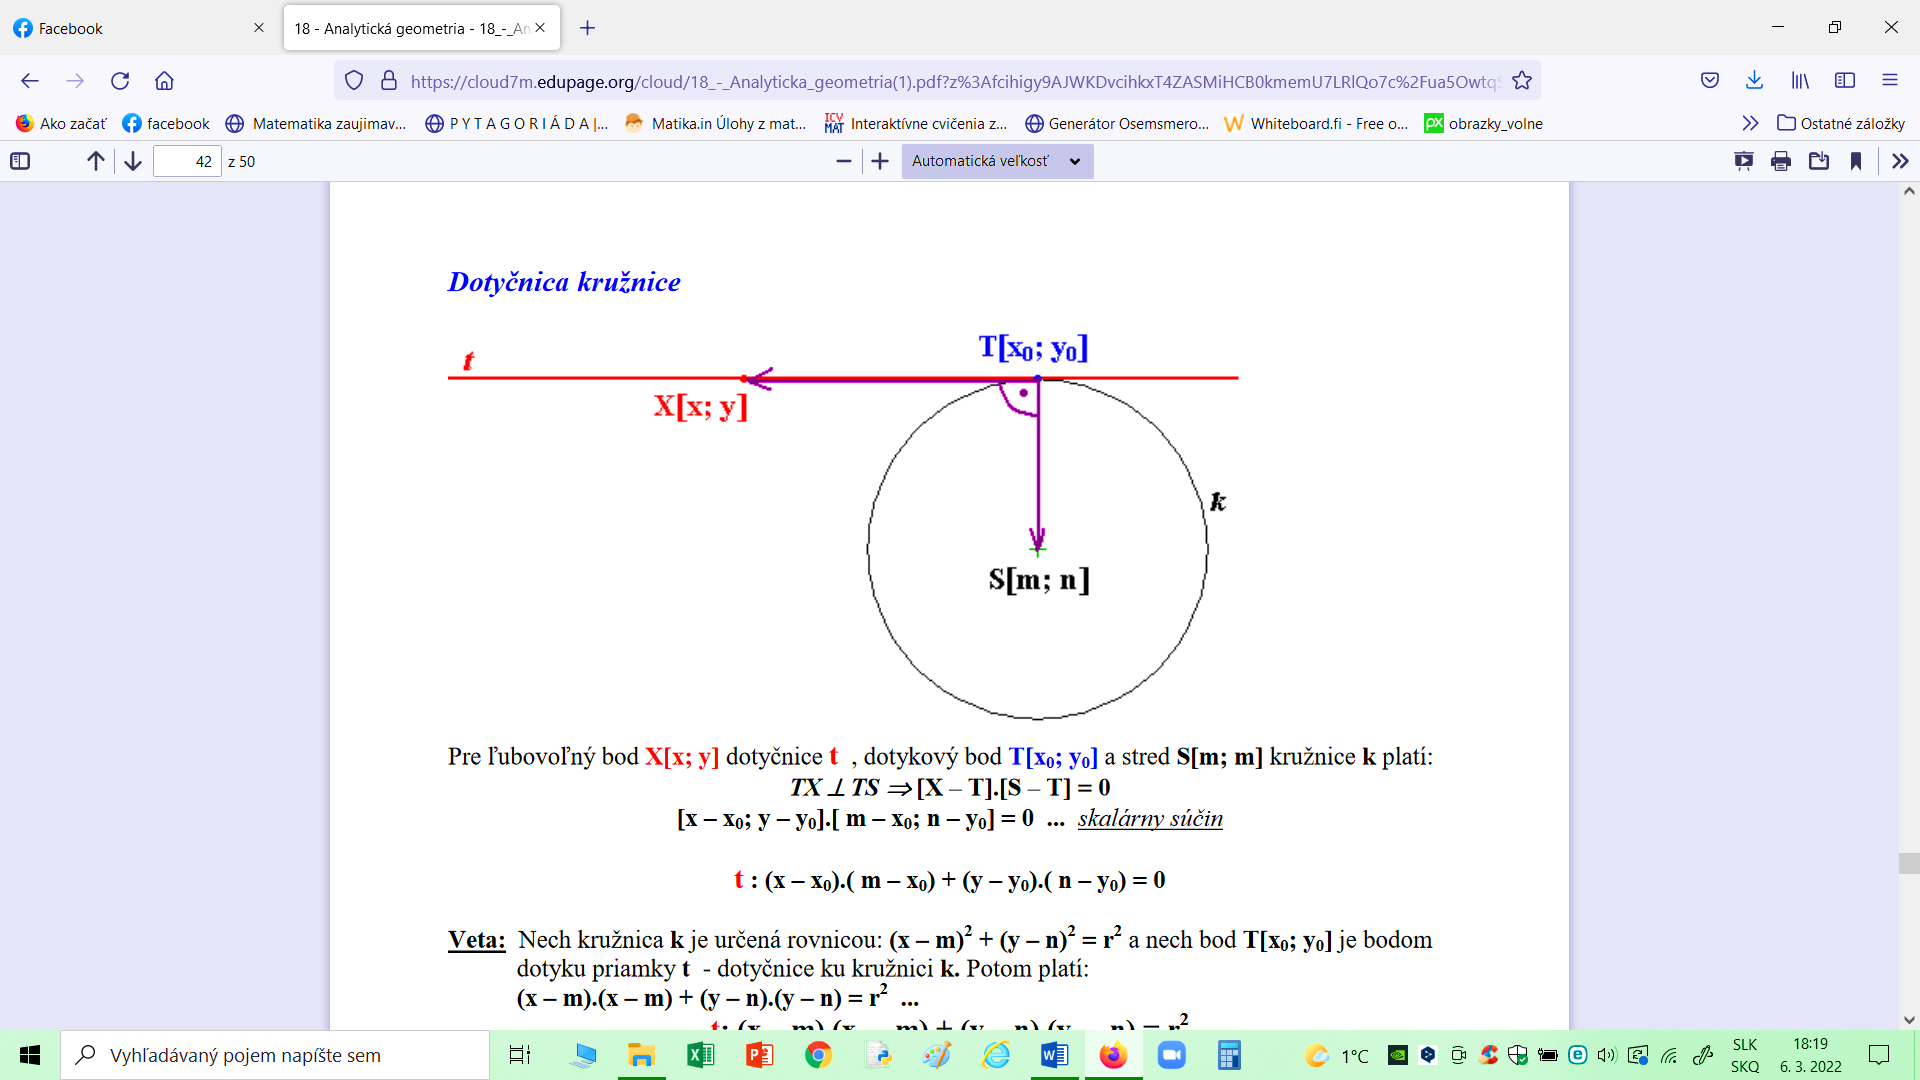 Facebook
18 - Analytická geometria - 18_-_An
https://cloud7m.edupage.org/cloud/18_-_Analyticka_geometria(1).pdf?z%3Afcihigy9AJWKDvcihkxT4ZASMiHCB0kmemU7LRlQo7c%2Fua5Owtq
Ako začať facebook Matematika zaujimav... P Y T A G O R I Á D A |... Matika.in Úlohy z mat... Interaktívne cvičenia z... Generátor Osemsmero... Whiteboard.fi - Free o... obrazky_volne Ostatné záložky
42 z 50 Automatická veľkosť
Dotyčnica kružnice
T[x₀; y₀]
t
X[x; y]
k
S[m; n]
Pre ľubovoľný bod X[x; y] dotyčnice t , dotykový bod T[x₀; y₀] a stred S[m; m] kružnice k platí:
TX ⊥ TS ⇒ [X – T].[S – T] = 0
[x – x₀; y – y₀].[ m – x₀; n – y₀] = 0 ... skalárny súčin
t : (x – x₀).( m – x₀) + (y – y₀).( n – y₀) = 0
Veta: Nech kružnica k je určená rovnicou: (x – m)² + (y – n)² = r² a nech bod T[x₀; y₀] je bodom
dotyku priamky t - dotyčnice ku kružnici k. Potom platí:
(x – m).(x – m) + (y – n).(y – n) = r² ...
t: (x – m).(x – m) + (y – n).(y – n) = r²
Vyhľadávaný pojem napíšte sem
1°C
SLK
SKQ
18:19
6. 3. 2022